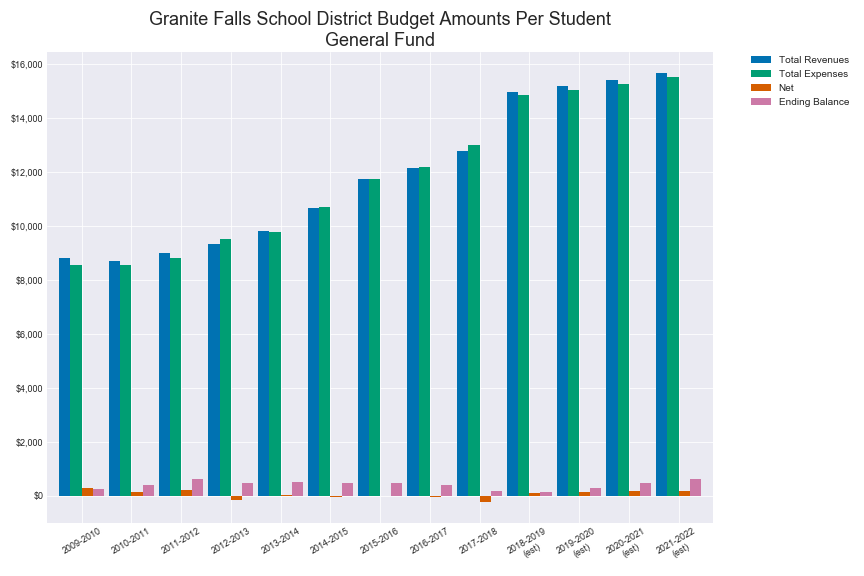 Granite Falls School District Budget Amounts Per Student
General Fund
$16,000
$14,000
$12,000
$10,000
$8,000
$6,000
$4,000
$2,000
$0
2009-2010
2010-2011
2011-2012
2012-2013
2013-2014
2014-2015
2015-2016
2016-2017
2017-2018
2018-2019
(est)
2019-2020
(est)
2020-2021
(est)
2021-2022
(est)
Total Revenues
Total Expenses
Net
Ending Balance